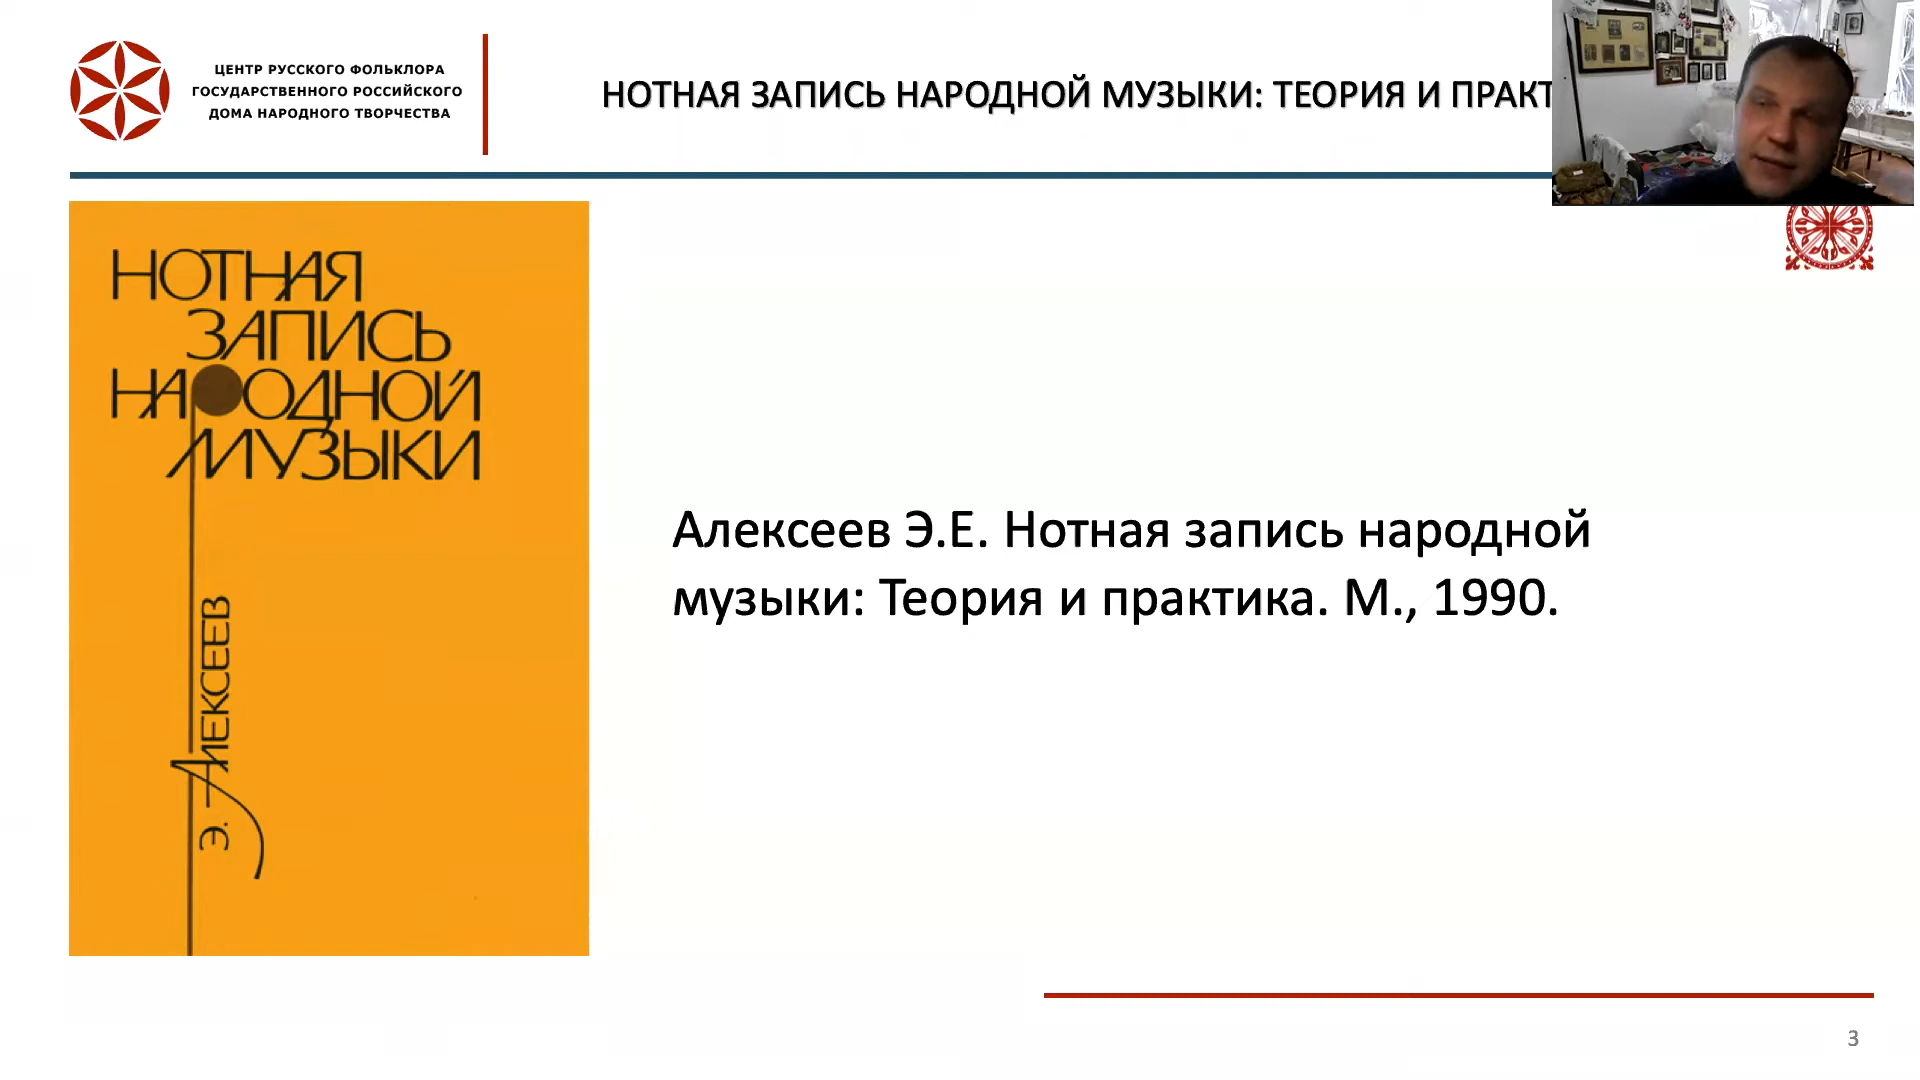 ЦЕНТР РУССКОГО ФОЛЬКЛОРА
ГОСУДАРСТВЕННОГО РОССИЙСКОГО
ДОМА НАРОДНОГО ТВОРЧЕСТВА
НОТНАЯ ЗАПИСЬ НАРОДНОЙ МУЗЫКИ: ТЕОРИЯ И ПРАКТ
НОТНАЯ
ЗАПИСЬ
НАРОДНОЙ
МУЗЫКИ
Э. АЛЕКСЕЕВ
Алексеев Э.Е. Нотная запись народной
музыки: Теория и практика. М., 1990.
3